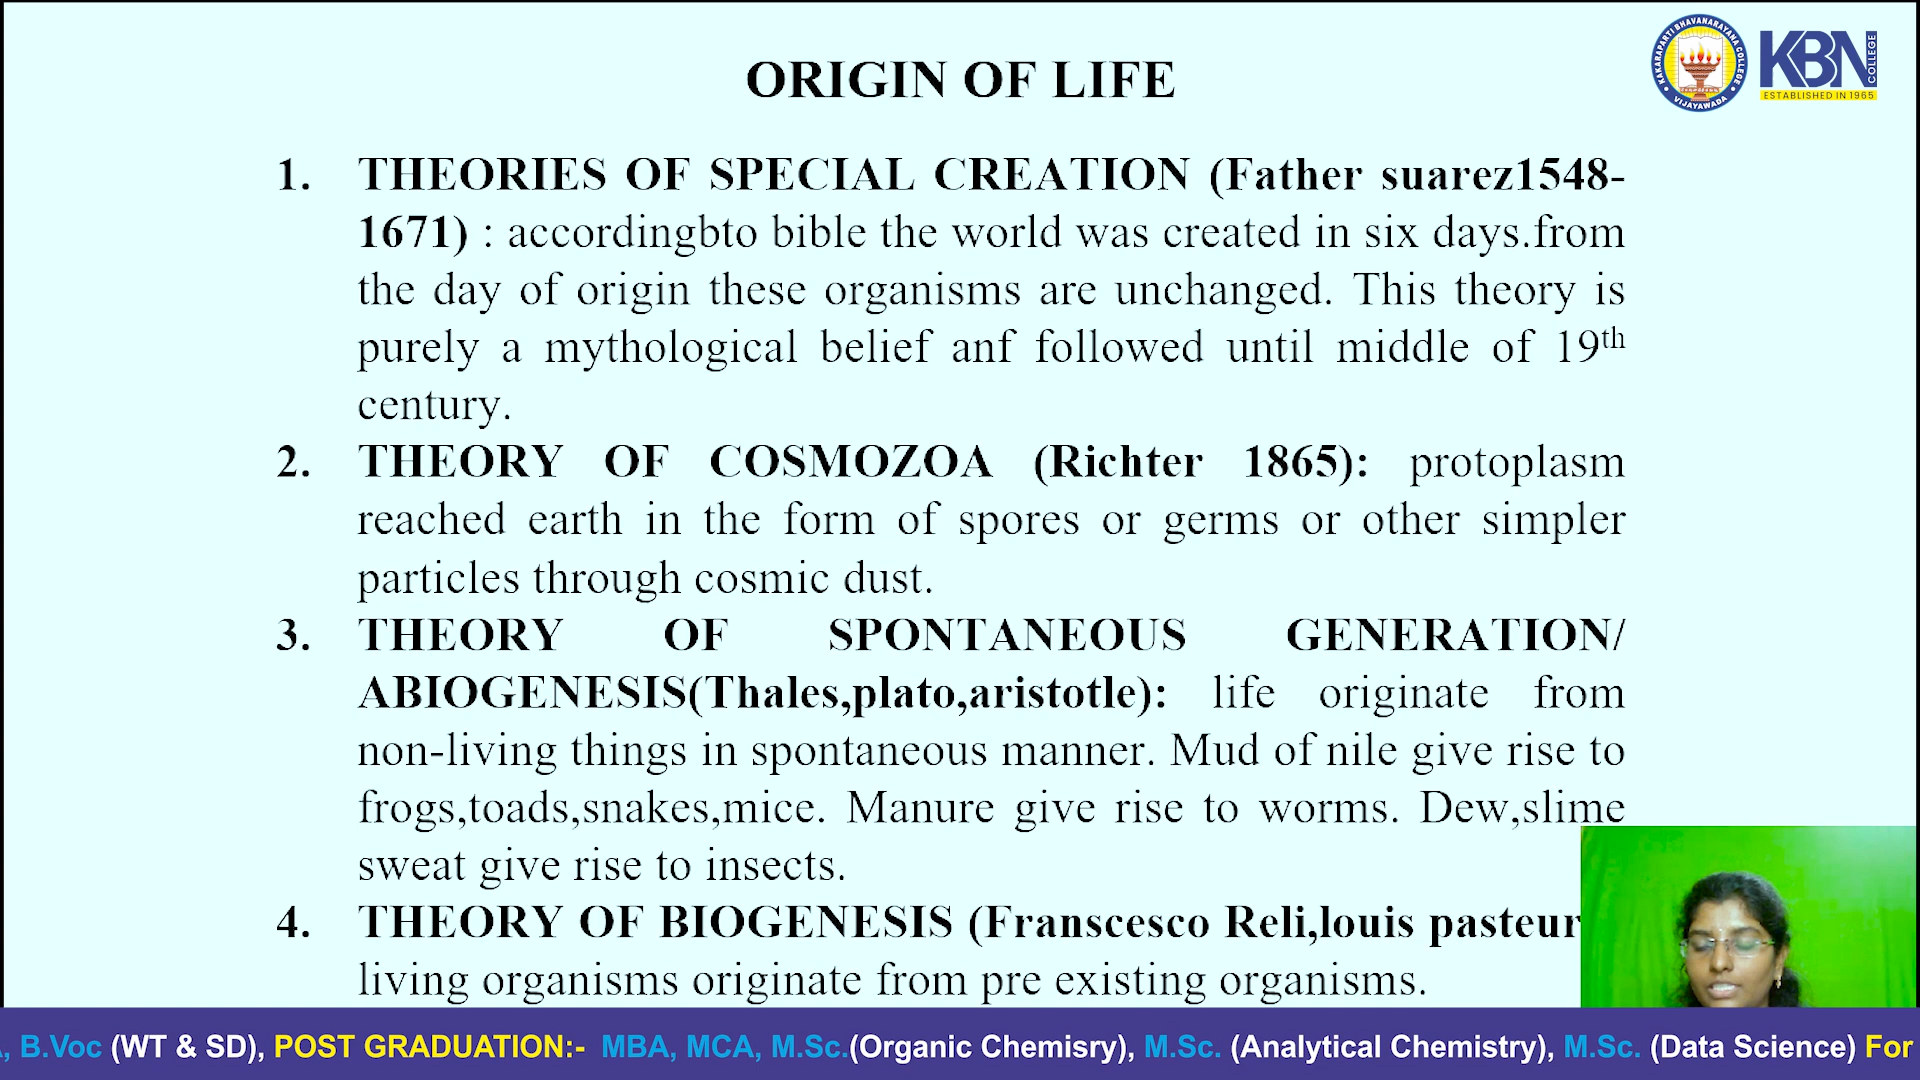 ORIGIN OF LIFE
KAKARAPARTI BHAVANARAYANA COLLEGE
VIJAYAWADA
KBN
COLLEGE
ESTABLISHED IN 1965
1. THEORIES OF SPECIAL CREATION (Father suarez1548-
1671) : accordingbto bible the world was created in six days.from
the day of origin these organisms are unchanged. This theory is
purely a mythological belief anf followed until middle of 19th
century.
2. THEORY OF COSMOZOA (Richter 1865): protoplasm
reached earth in the form of spores or germs or other simpler
particles through cosmic dust.
3. THEORY OF SPONTANEOUS GENERATION/
ABIOGENESIS(Thales,plato,aristotle): life originate from
non-living things in spontaneous manner. Mud of nile give rise to
frogs,toads,snakes,mice. Manure give rise to worms. Dew,slime
sweat give rise to insects.
4. THEORY OF BIOGENESIS (Franscesco Reli,louis pasteur
living organisms originate from pre existing organisms.
, B.Voc (WT & SD), POST GRADUATION:- MBA, MCA, M.Sc.(Organic Chemisry), M.Sc. (Analytical Chemistry), M.Sc. (Data Science) For